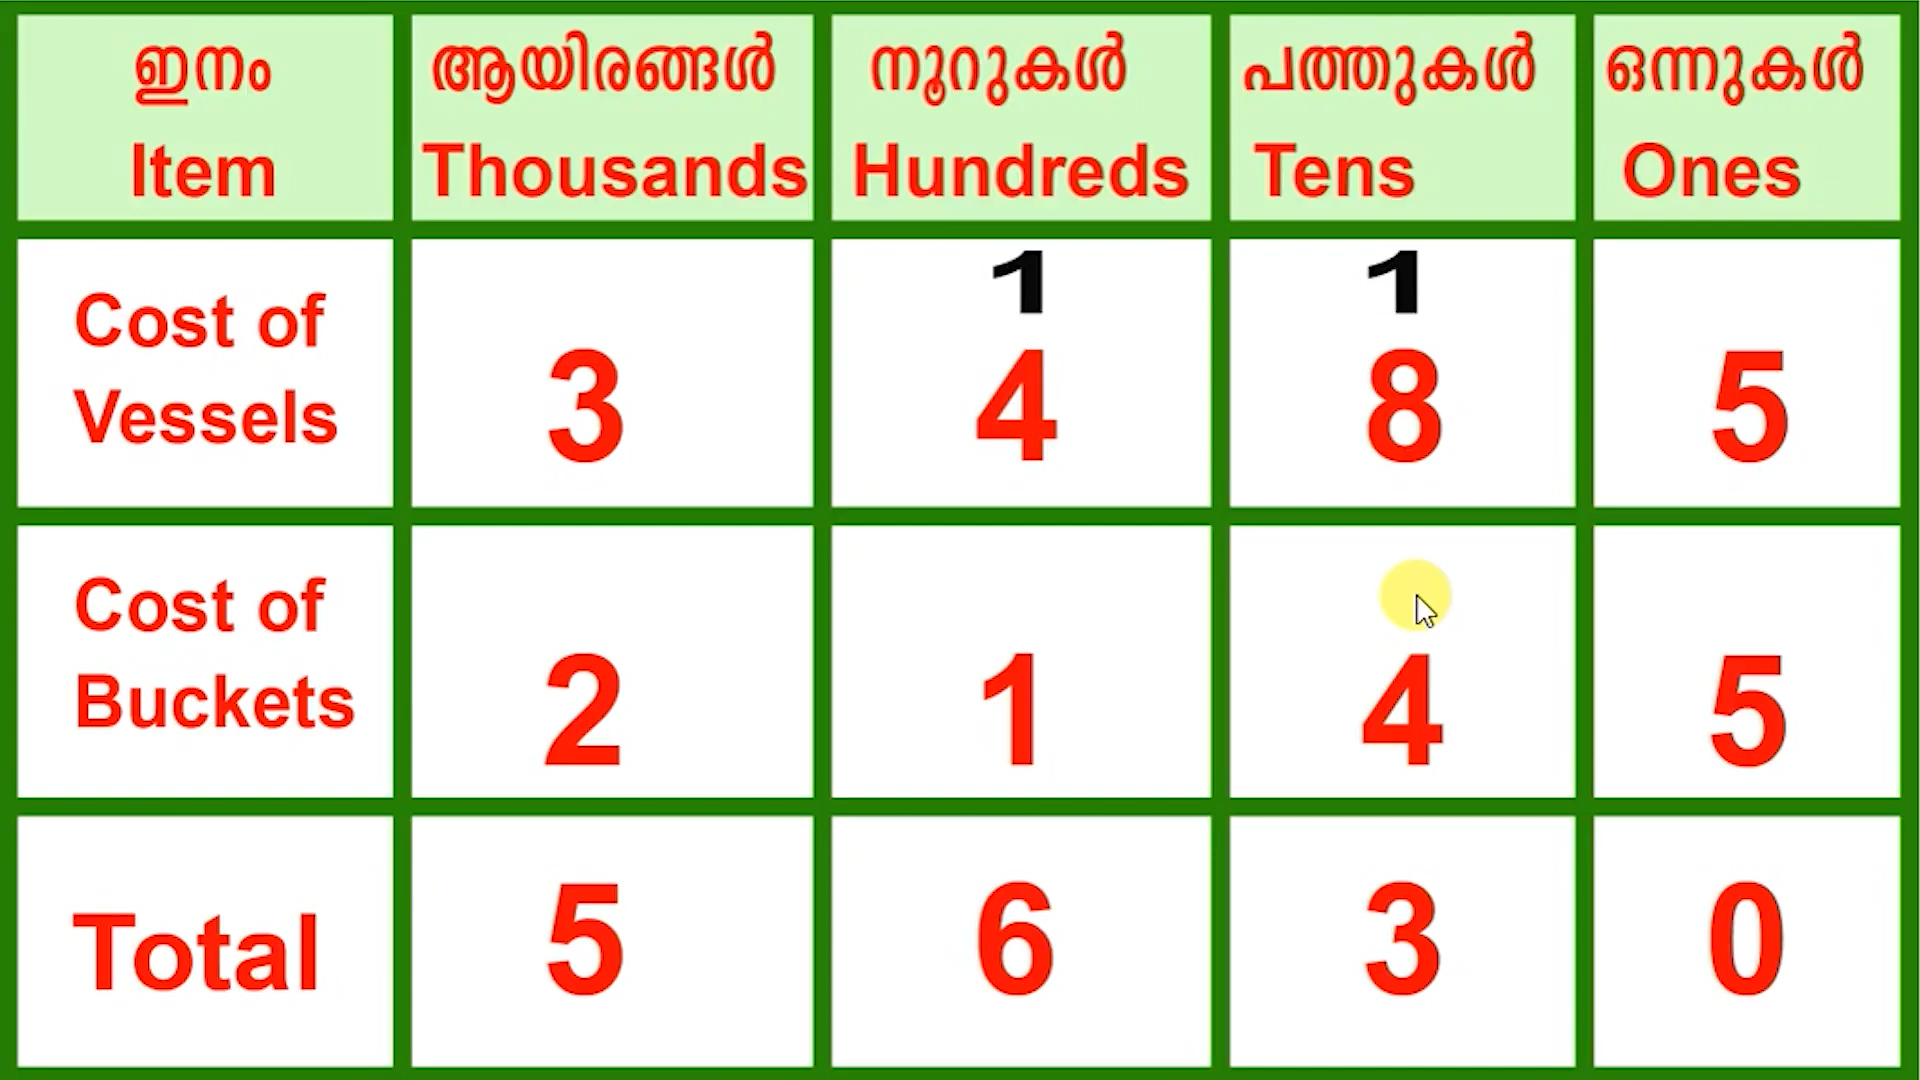 ഇനം ആയിരങ്ങൾ നൂറുകൾ പത്തുകൾ ഒന്നുകൾ
Item Thousands Hundreds Tens Ones
1 1
Cost of
Vessels 3 4 8 5
Cost of
Buckets 2 1 4 5
Total 5 6 3 0